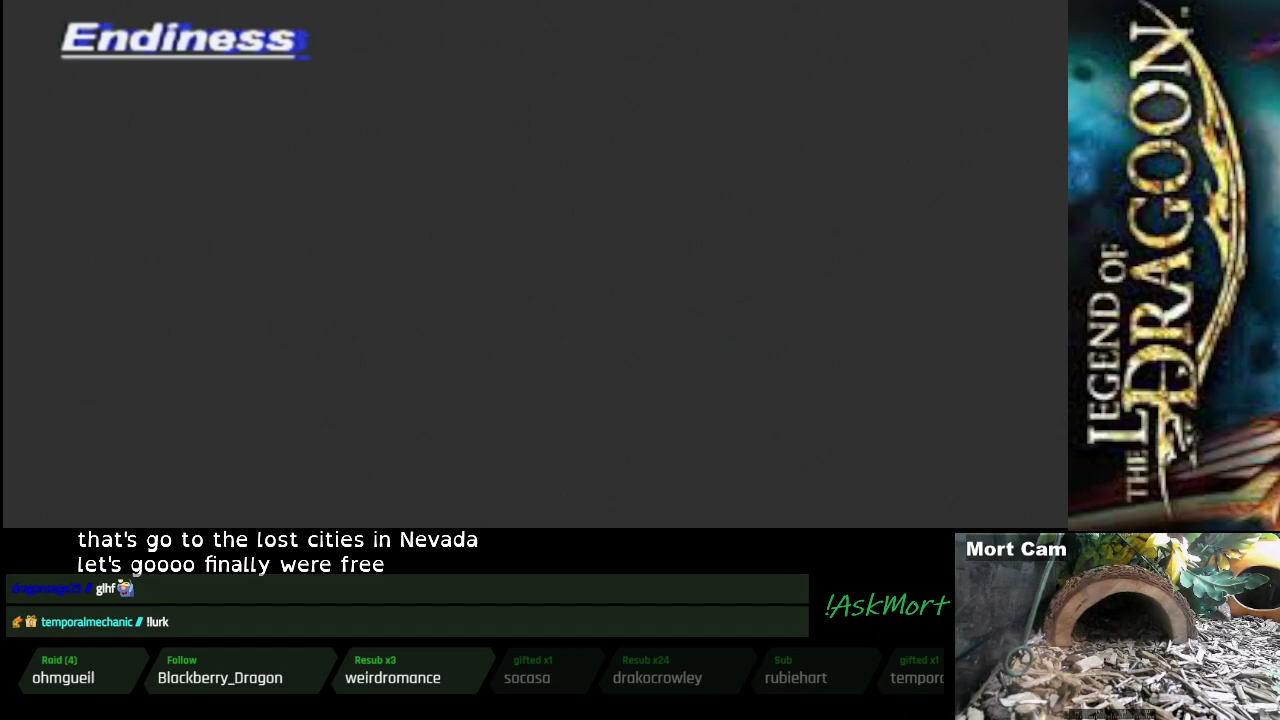 Endiness
THE LEGEND OF DRAGOON
that's go to the lost cities in Nevada
let's goooo finally were free
glhf
temporalmechanic // !lurk
!AskMort
Mort Cam
Raid (4)
ohmgueil
Follow
Blackberry_Dragon
Resub x3
weirdromance
gifted x1
socasa
Resub x24
drakocrowley
Sub
rubiehart
gifted x1
temporc